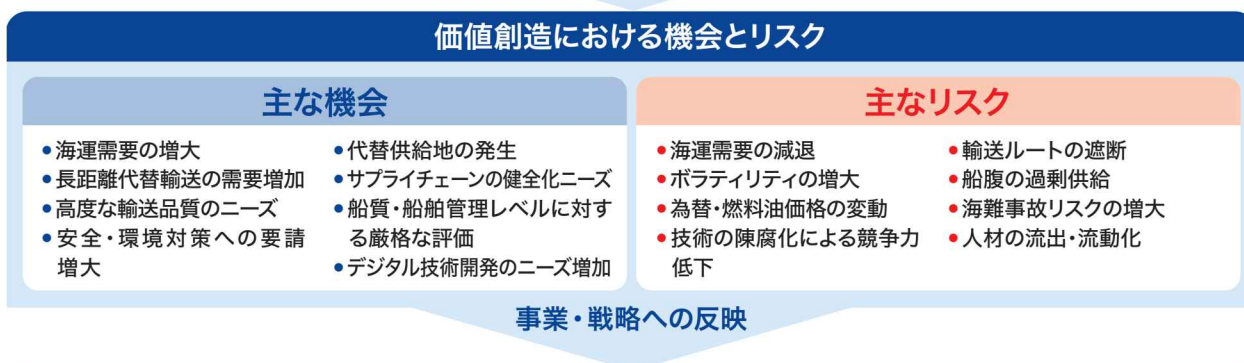 価値創造における機会とリスク
主な機会
●海運需要の増大
●長距離代替輸送の需要増加
●高度な輸送品質のニーズ
●安全・環境対策への要請
増大
●代替供給地の発生
●サプライチェーンの健全化ニーズ
●船質・船舶管理レベルに対す
る厳格な評価
●デジタル技術開発のニーズ増加
主なリスク
●海運需要の減退
●ボラティリティの増大
●為替・燃料油価格の変動
●技術の陳腐化による競争力
低下
●輸送ルートの遮断
●船腹の過剰供給
●海難事故リスクの増大
●人材の流出・流動化
事業・戦略への反映